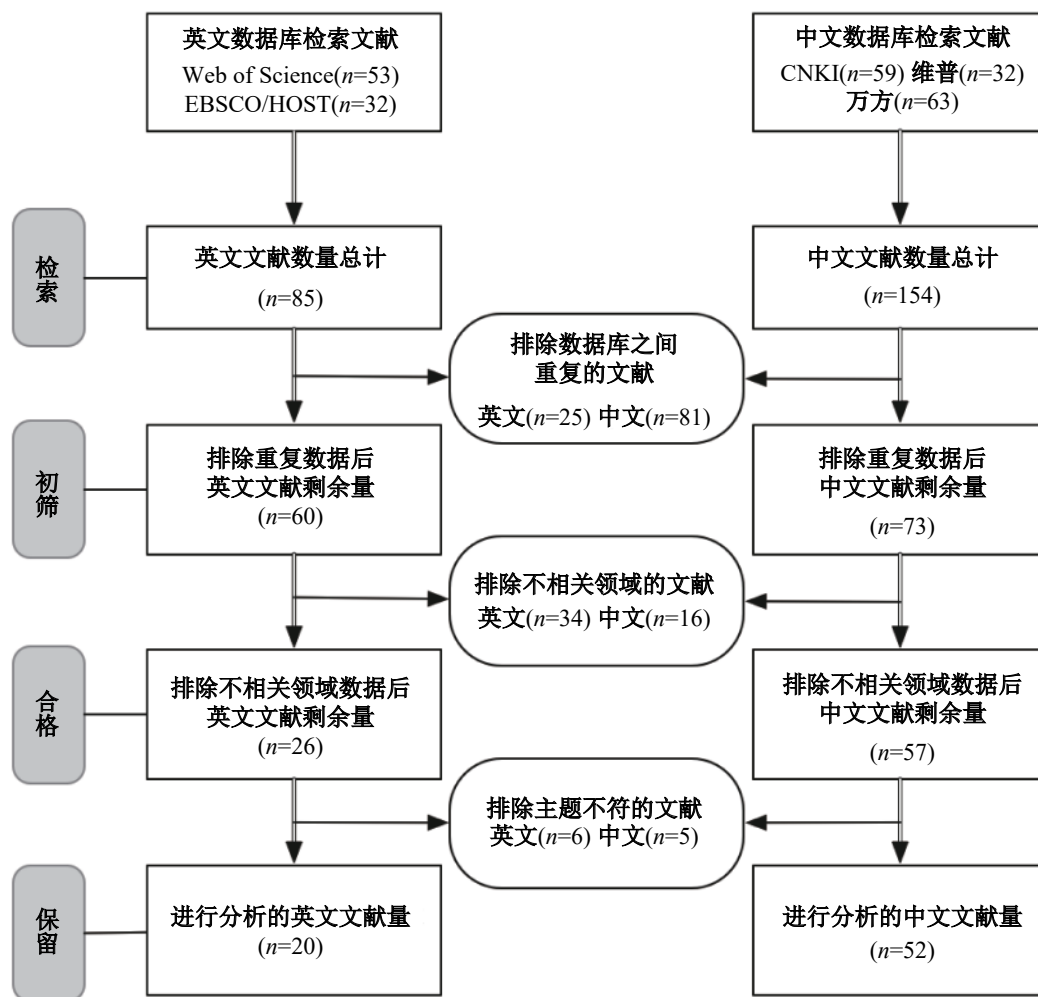 英文数据库检索文献
Web of Science(n=53)
EBSCO/HOST(n=32)
中文数据库检索文献
CNKI(n=59) 维普(n=32)
万方(n=63)
检索
英文文献数量总计
(n=85)
中文文献数量总计
(n=154)
排除数据库之间
重复的文献
英文(n=25) 中文(n=81)
初筛
排除重复数据后
英文文献剩余量
(n=60)
排除重复数据后
中文文献剩余量
(n=73)
排除不相关领域的文献
英文(n=34) 中文(n=16)
合格
排除不相关领域数据后
英文文献剩余量
(n=26)
排除不相关领域数据后
中文文献剩余量
(n=57)
排除主题不符的文献
英文(n=6) 中文(n=5)
保留
进行分析的英文文献量
(n=20)
进行分析的中文文献量
(n=52)